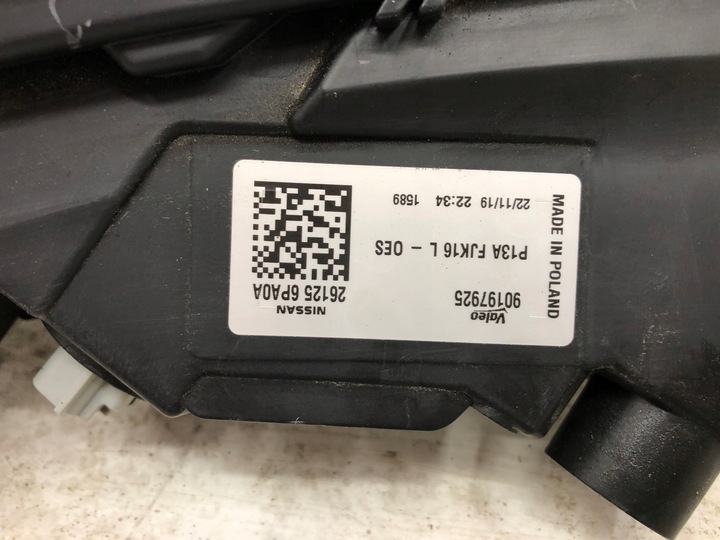 Valeo
90197925
NISSAN
26125 6PA0A
P13A FJK16 L - OES
22/11/19 22:34 1589
MADE IN POLAND